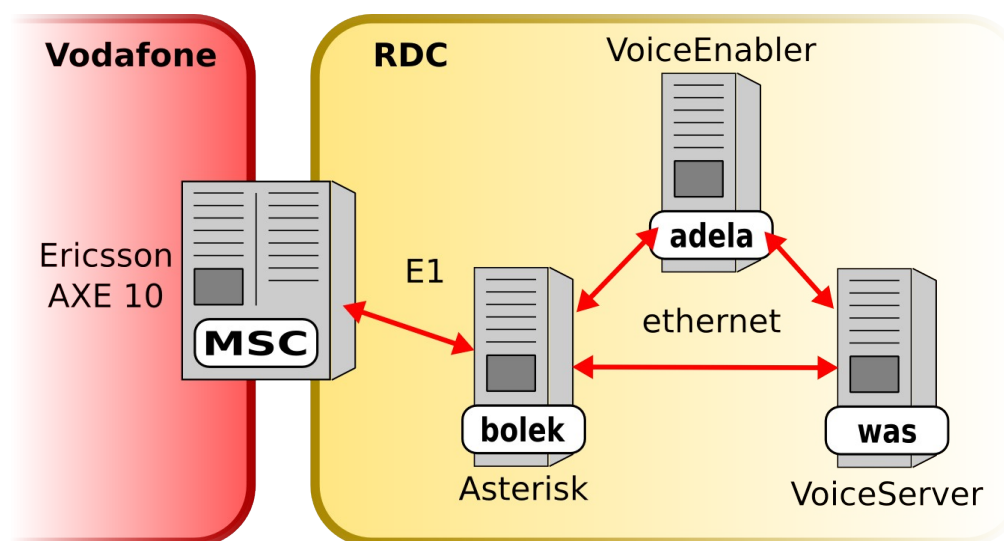 Vodafone
RDC
VoiceEnabler
Ericsson
AXE 10
MSC
E1
adela
ethernet
bolek
was
Asterisk
VoiceServer